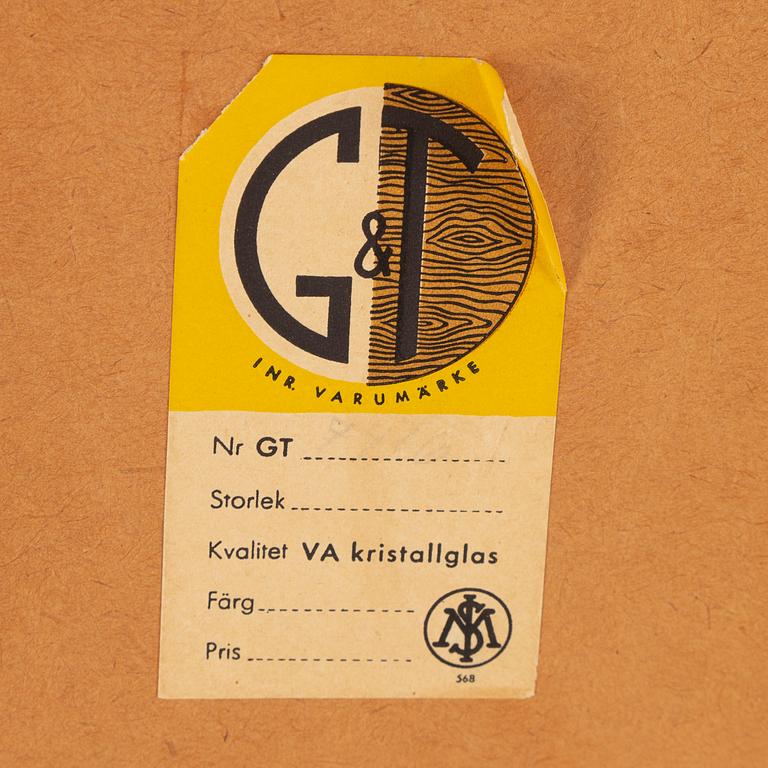 G&T
INR. VARUMÄRKE
Nr GT
Storlek
Kvalitet VA kristallglas
Färg
Pris
568